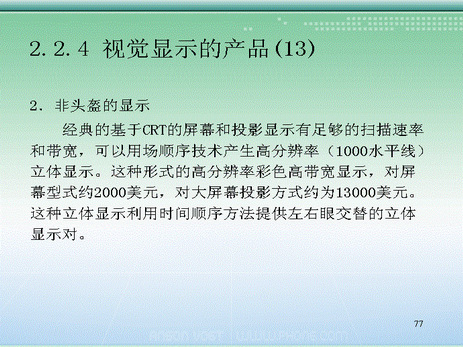 2.2.4 视觉显示的产品(13)
2．非头盔的显示
经典的基于CRT的屏幕和投影显示有足够的扫描速率
和带宽，可以用场顺序技术产生高分辨率（1000水平线）
立体显示。这种形式的高分辨率彩色高带宽显示，对屏
幕型式约2000美元，对大屏幕投影方式约为13000美元。
这种立体显示利用时间顺序方法提供左右眼交替的立体
显示对。
77